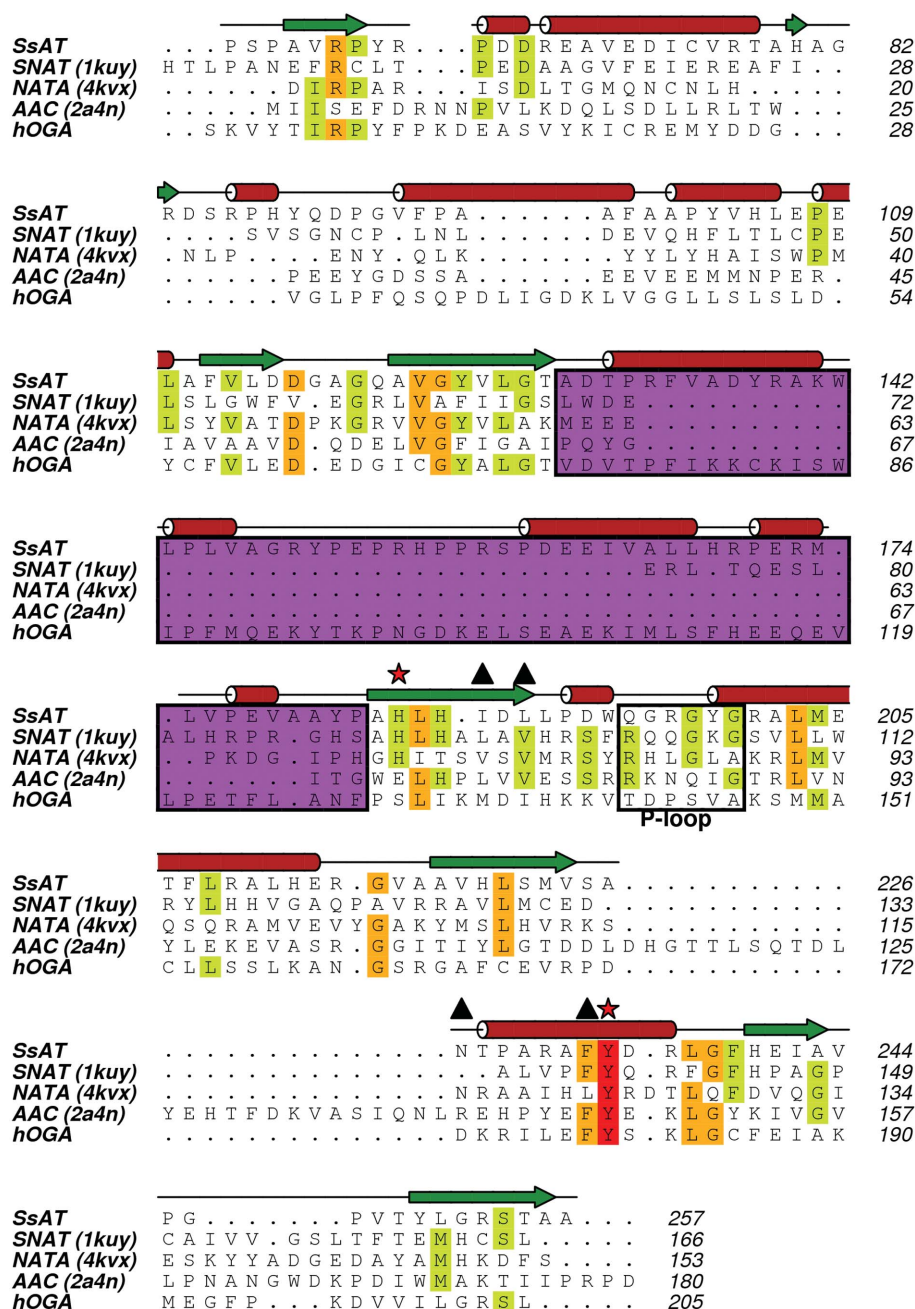 SsAT . . . P S P A V R P Y R . . . P D D R E A V E D I C V R T A H A G 82
SNAT (1kuy) H T L P A N E F R C L T . . . P E D A A G V F E I E R E A F I . . 28
NATA (4kvx) . . . . . . D I R P A R . . . I S D L T G M Q N C N L H . . . . . 20
AAC (2a4n) . . . . . M I I S E F D R N N P V L K D Q L S D L L R L T W . . . 25
hOGA . . S K V Y T I R P Y F P K D E A S V Y K I C R E M Y D D G . . . 28
SsAT R D S R P H Y Q D P G V F P A . . . . . . A F A A P Y V H L E P E 109
SNAT (1kuy) . . . . S V S G N C P . L N L . . . . . . D E V Q H F L T L C P E 50
NATA (4kvx) . N L P . . . . E N Y . Q L K . . . . . . . Y Y L Y H A I S W P M 40
AAC (2a4n) . . . . . . P E E Y G D S S A . . . . . . E E V E E M M N P E R . 45
hOGA . . . . . . V G L P F Q S Q P D L I G D K L V G G L L S L S L D . 54
SsAT L A F V L D D G A G Q A V G Y V L G T A D T P R F V A D Y R A K W 142
SNAT (1kuy) L S L G W F V . E G R L V A F I I G S L W D E . . . . . . . . . . 72
NATA (4kvx) L S Y V A T D P K G R V V G Y V L A K M E E E . . . . . . . . . . 63
AAC (2a4n) I A V A A V D . Q D E L V G F I G A I P Q Y G . . . . . . . . . . 67
hOGA Y C F V L E D . E D G I C G Y A L G T V D V T P F I K K C K I S W 86
SsAT L P L V A G R Y P E P R H P P R S P D E E I V A L L H R P E R M . 174
SNAT (1kuy) . . . . . . . . . . . . . . . . . . . . . . . E R L . T Q E S L . 80
NATA (4kvx) . . . . . . . . . . . . . . . . . . . . . . . . . . . . . . . . . 63
AAC (2a4n) . . . . . . . . . . . . . . . . . . . . . . . . . . . . . . . . . 67
hOGA I P F M Q E K Y T K P N G D K E L S E A E K I M L S F H E E Q E V 119
SsAT . L V P E V A A Y P A H L H . I D L L P D W Q G R G Y G R A L M E 205
SNAT (1kuy) A L H R P R . G H S A H L H A L A V H R S F R Q Q G K G S V L L W 112
NATA (4kvx) . . P K D G . I P H G H I T S V S V M R S Y R H L G L A K R L M V 93
AAC (2a4n) . . . . . . . I T G W E L H P L V V E S S R R K N Q I G T R L V N 93
hOGA L P E T F L . A N F P S L I K M D I H K K V T D P S V A K S M M A 151
P-loop
SsAT T F L R A L H E R . G V A A V H L S M V S A . . . . . . . . . . . 226
SNAT (1kuy) R Y L H H V G A Q P A V R R A V L M C E D . . . . . . . . . . . . 133
NATA (4kvx) Q S Q R A M V E V Y G A K Y M S L H V R K S . . . . . . . . . . . 115
AAC (2a4n) Y L E K E V A S R . G G I T I Y L G T D D L D H G T T L S Q T D L 125
hOGA C L L S S L K A N . G S R G A F C E V R P D . . . . . . . . . . . 172
SsAT . . . . . . . . . . . . . . N T P A R A F Y D . R L G F H E I A V 244
SNAT (1kuy) . . . . . . . . . . . . . . . . A L V P F Y Q . R F G F H P A G P 149
NATA (4kvx) . . . . . . . . . . . . . . N R A A I H L Y R D T L Q F D V Q G I 134
AAC (2a4n) Y E H T F D K V A S I Q N L R E H P Y E F Y E . K L G Y K I V G V 157
hOGA . . . . . . . . . . . . . . D K R I L E F Y S . K L G C F E I A K 190
SsAT P G . . . . . . . P V T Y L G R S T A A . . . 257
SNAT (1kuy) C A I V V . G S L T F T E M H C S L . . . . . 166
NATA (4kvx) E S K Y Y A D G E D A Y A M H K D F S . . . . 153
AAC (2a4n) L P N A N G W D K P D I W M A K T I I P R P D 180
hOGA M E G F P . . . K D V V I L G R S L . . . . . 205